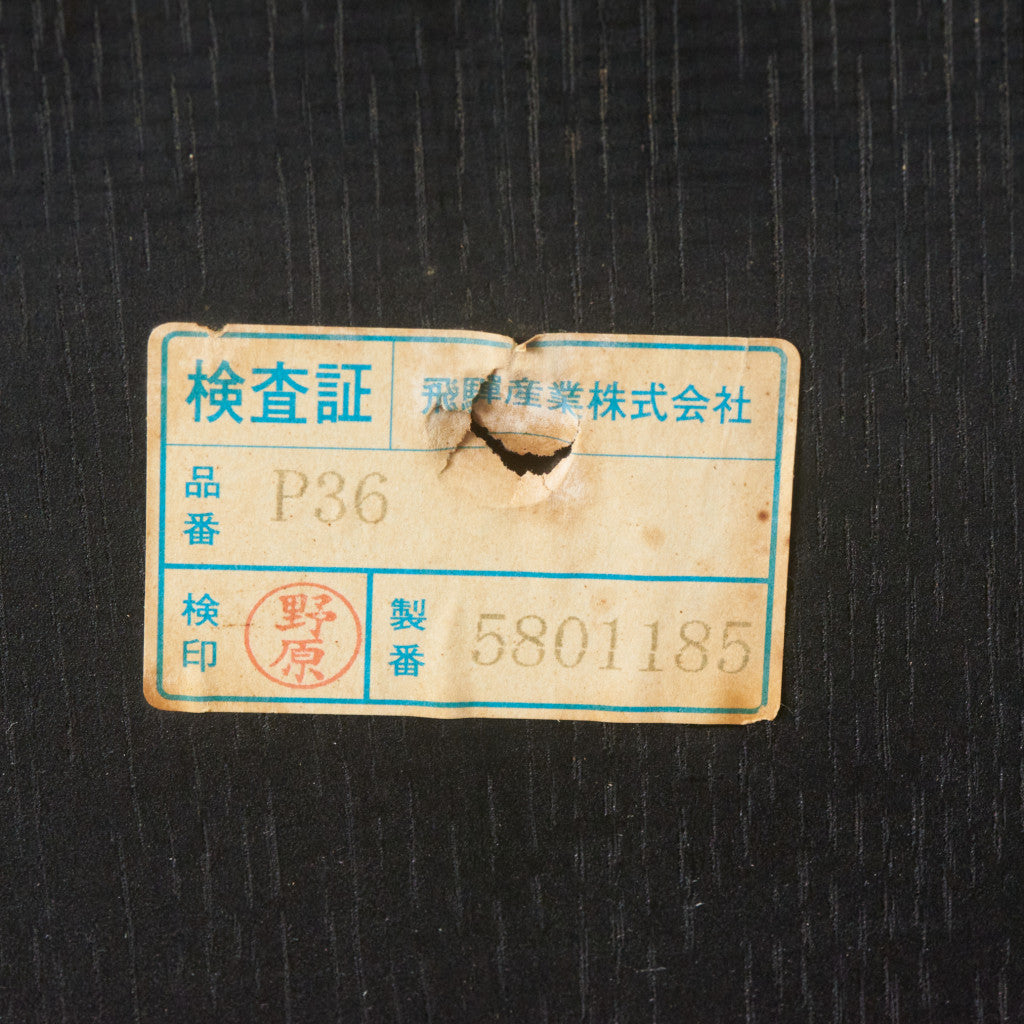 検査証 飛騨産業株式会社
品番 P36
検印 野原 製番 5801185